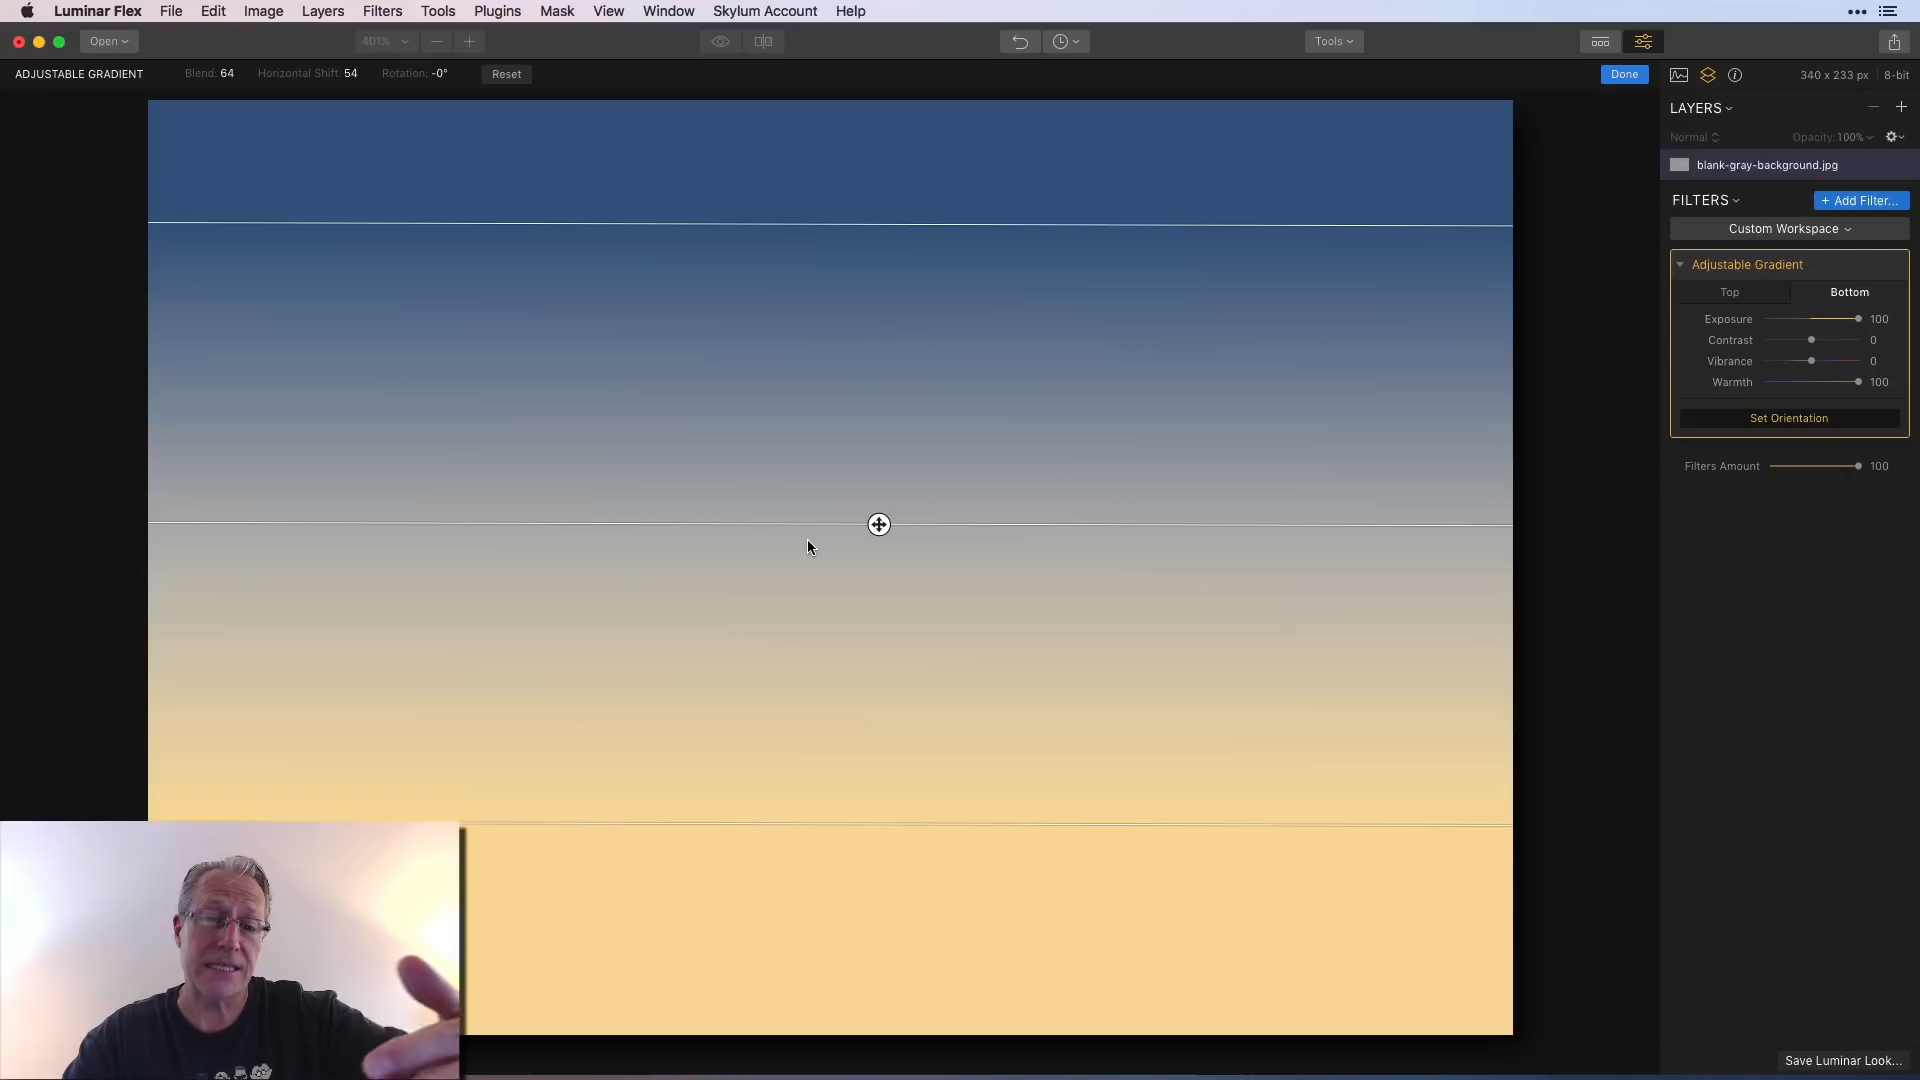 Luminar Flex File Edit Image Layers Filters Tools Plugins Mask View Window Skylum Account Help
Open 401% Tools
ADJUSTABLE GRADIENT Blend: 64 Horizontal Shift: 54 Rotation: -0° Reset Done 340 x 233 px 8-bit
LAYERS
Normal Opacity: 100%
blank-gray-background.jpg
FILTERS + Add Filter...
Custom Workspace
Adjustable Gradient
Top Bottom
Exposure 100
Contrast 0
Vibrance 0
Warmth 100
Set Orientation
Filters Amount 100
Save Luminar Look...